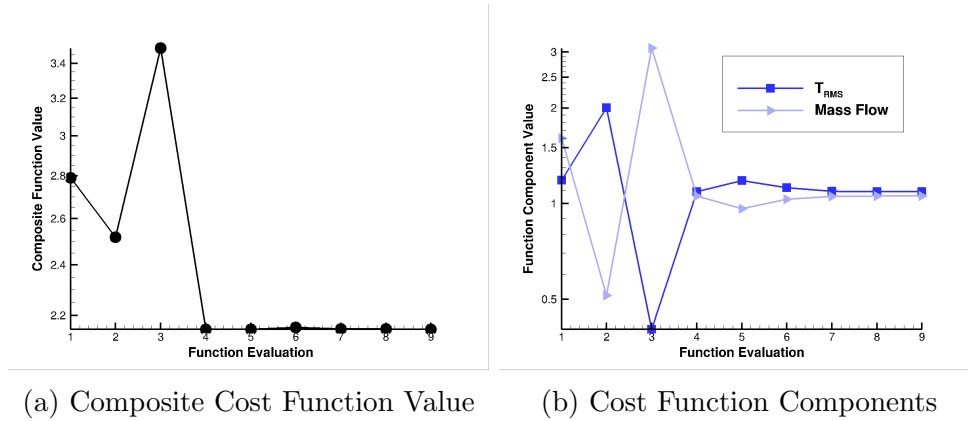 Composite Function Value
3.4
3.2
3
2.8
2.6
2.4
2.2
1 2 3 4 5 6 7 8 9
Function Evaluation
(a) Composite Cost Function Value
Function Component Value
3
2.5
2
1.5
1
0.5
1 2 3 4 5 6 7 8 9
Function Evaluation
T_RMS
Mass Flow
(b) Cost Function Components